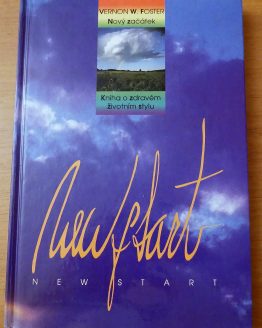 VERNON W. FOSTER
Nový začátek
Kniha o zdravém
životním stylu
Newstart
NEW START